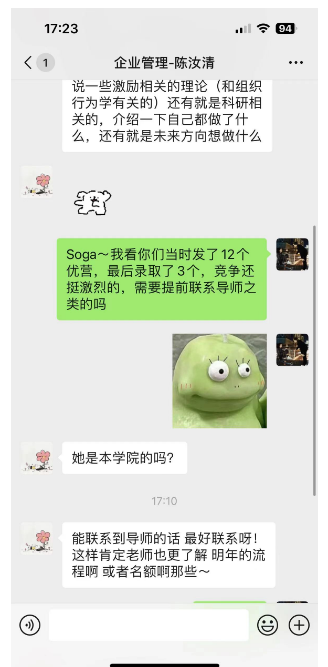 17:23
94
1
企业管理-陈汝清
说一些激励相关的理论（和组织
行为学有关的）还有就是科研相
关的，介绍一下自己都做了什
么，还有就是未来方向想做什么
Soga～我看你们当时发了12个
优营，最后录取了3个，竞争还
挺激烈的，需要提前联系导师之
类的吗
她是本学院的吗？
17:10
能联系到导师的话 最好联系呀！
这样肯定老师也更了解 明年的流
程啊 或者名额啊那些～